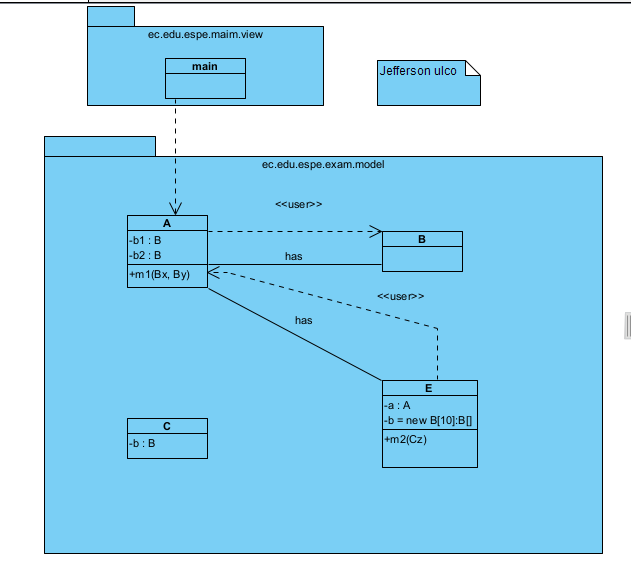 ec.edu.espe.maim.view
main
Jefferson ulco
ec.edu.espe.exam.model
<<user>>
A
-b1 : B
-b2 : B
+m1(Bx, By)
B
has
<<user>>
has
E
-a : A
-b = new B[10]:B[]
+m2(Cz)
C
-b : B